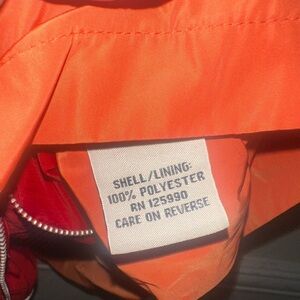 SHELL/LINING:
100% POLYESTER
RN 125990
CARE ON REVERSE